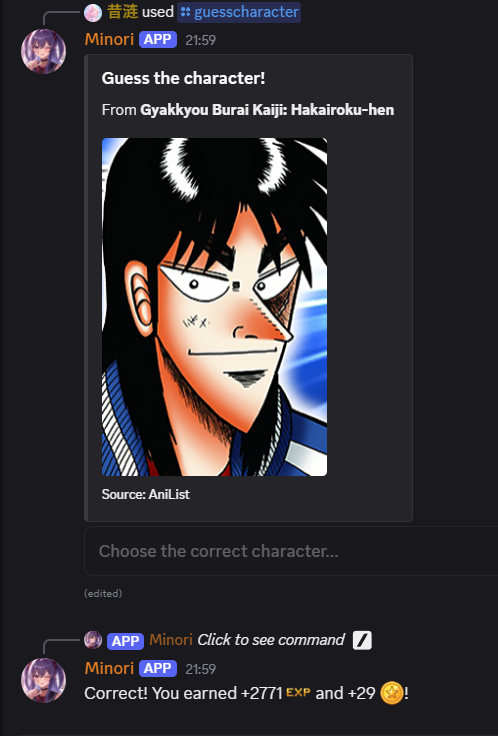 昔涟 used guesscharacter
Minori APP 21:59
Guess the character!
From Gyakkyou Burai Kaiji: Hakairoku-hen
Source: AniList
Choose the correct character...
(edited)
APP Minori Click to see command
Minori APP 21:59
Correct! You earned +2771 EXP and +29 !